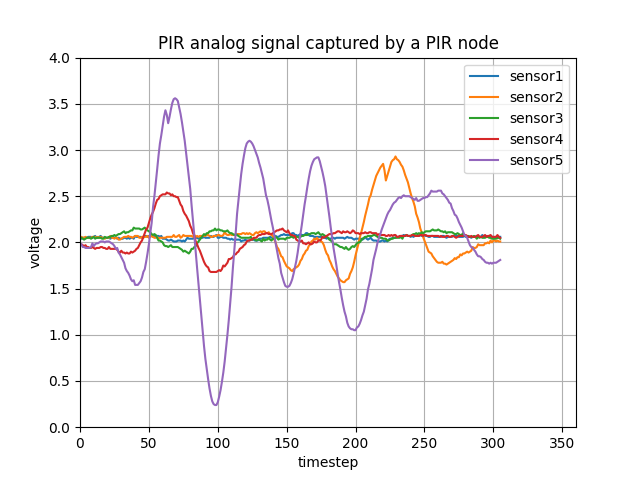 PIR analog signal captured by a PIR node
sensor1
sensor2
sensor3
sensor4
sensor5
voltage
4.0
3.5
3.0
2.5
2.0
1.5
1.0
0.5
0.0
0 50 100 150 200 250 300 350
timestep